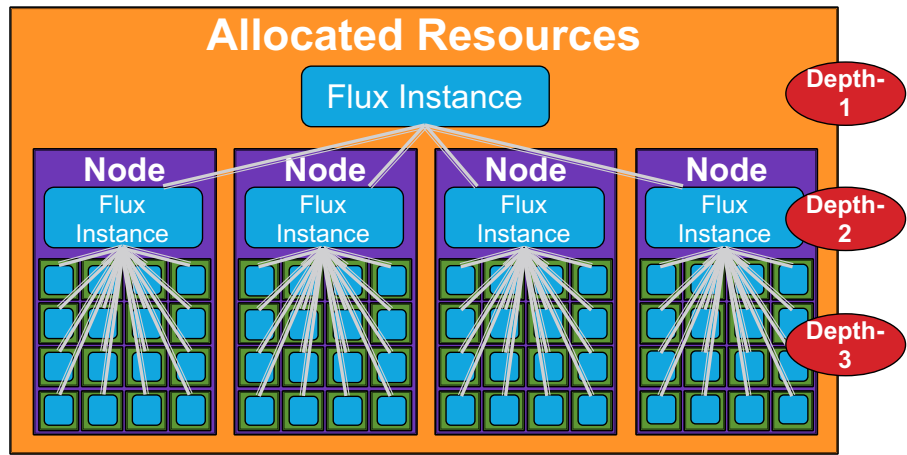 Allocated Resources
Flux Instance
Depth-
1
Node
Node
Node
Node
Flux
Instance
Flux
Instance
Flux
Instance
Flux
Instance
Depth-
2
Depth-
3